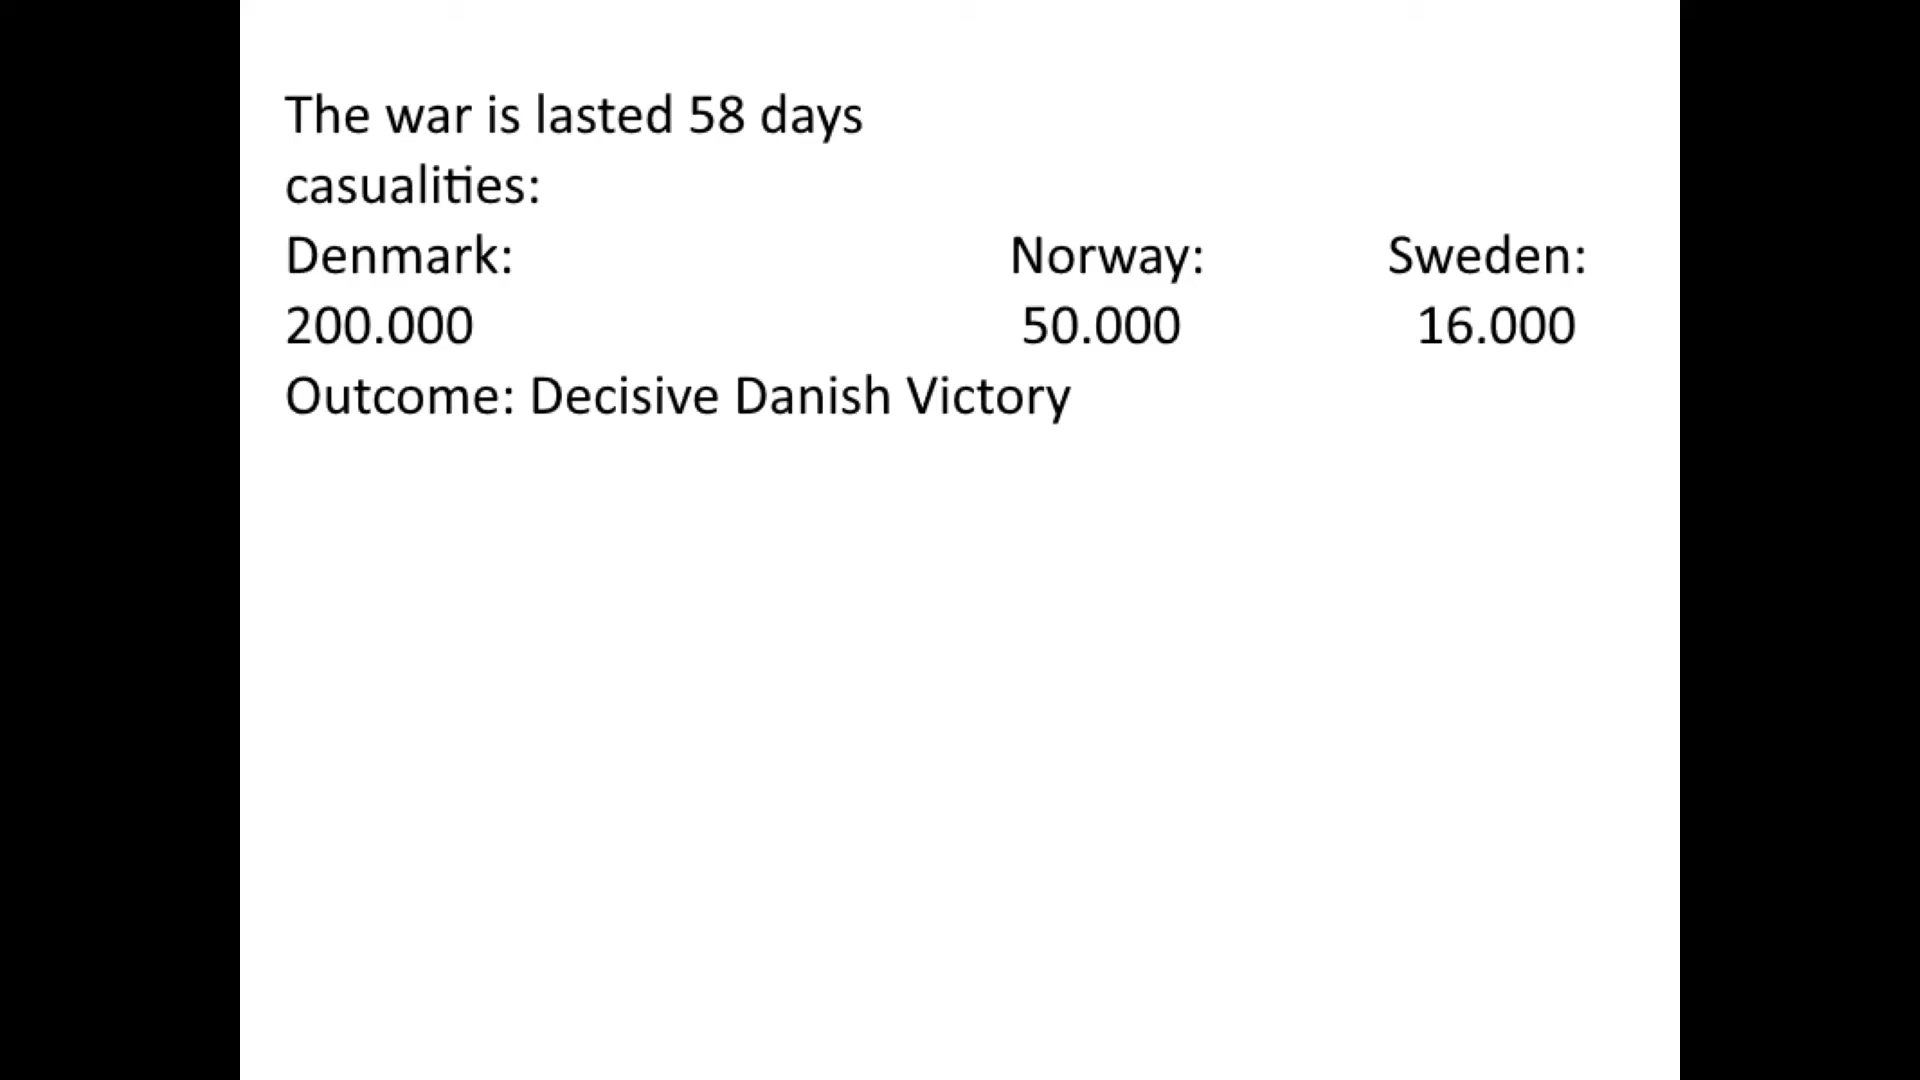 The war is lasted 58 days
casualities:
Denmark: Norway: Sweden:
200.000 50.000 16.000
Outcome: Decisive Danish Victory